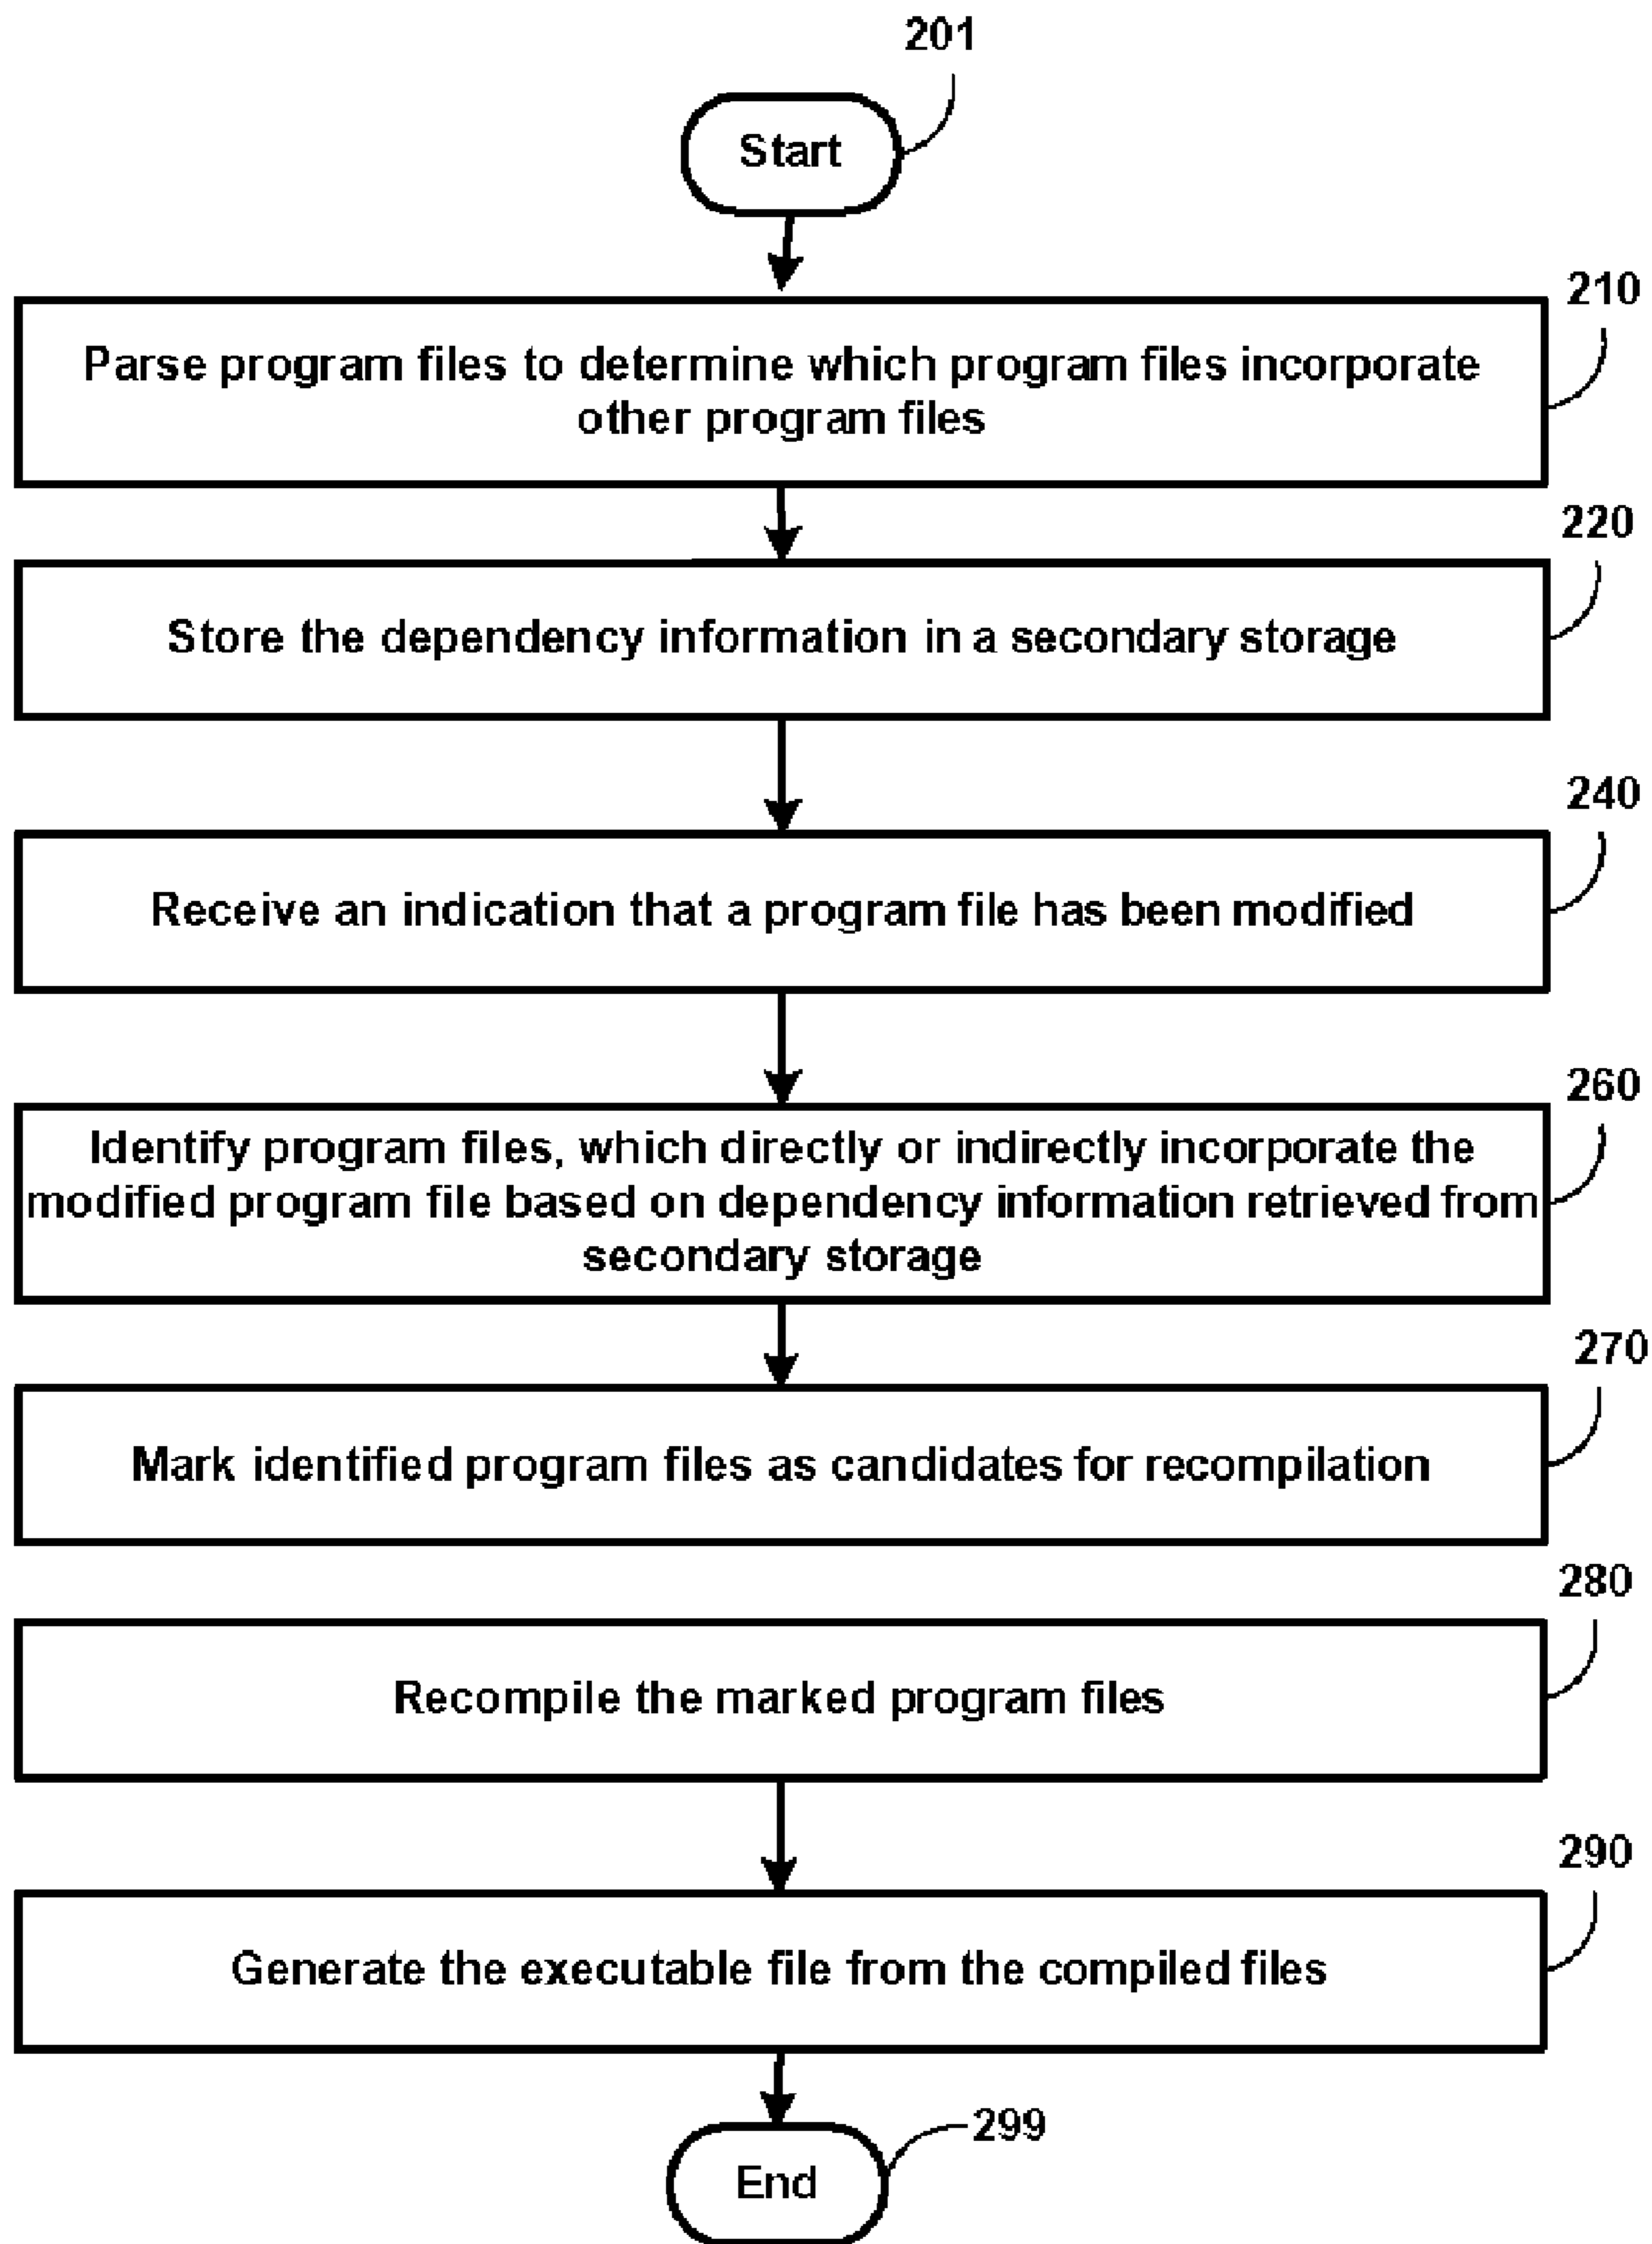 201
Start
210
Parse program files to determine which program files incorporate
other program files
220
Store the dependency information in a secondary storage
240
Receive an indication that a program file has been modified
260
Identify program files, which directly or indirectly incorporate the
modified program file based on dependency information retrieved from
secondary storage
270
Mark identified program files as candidates for recompilation
280
Recompile the marked program files
290
Generate the executable file from the compiled files
299
End